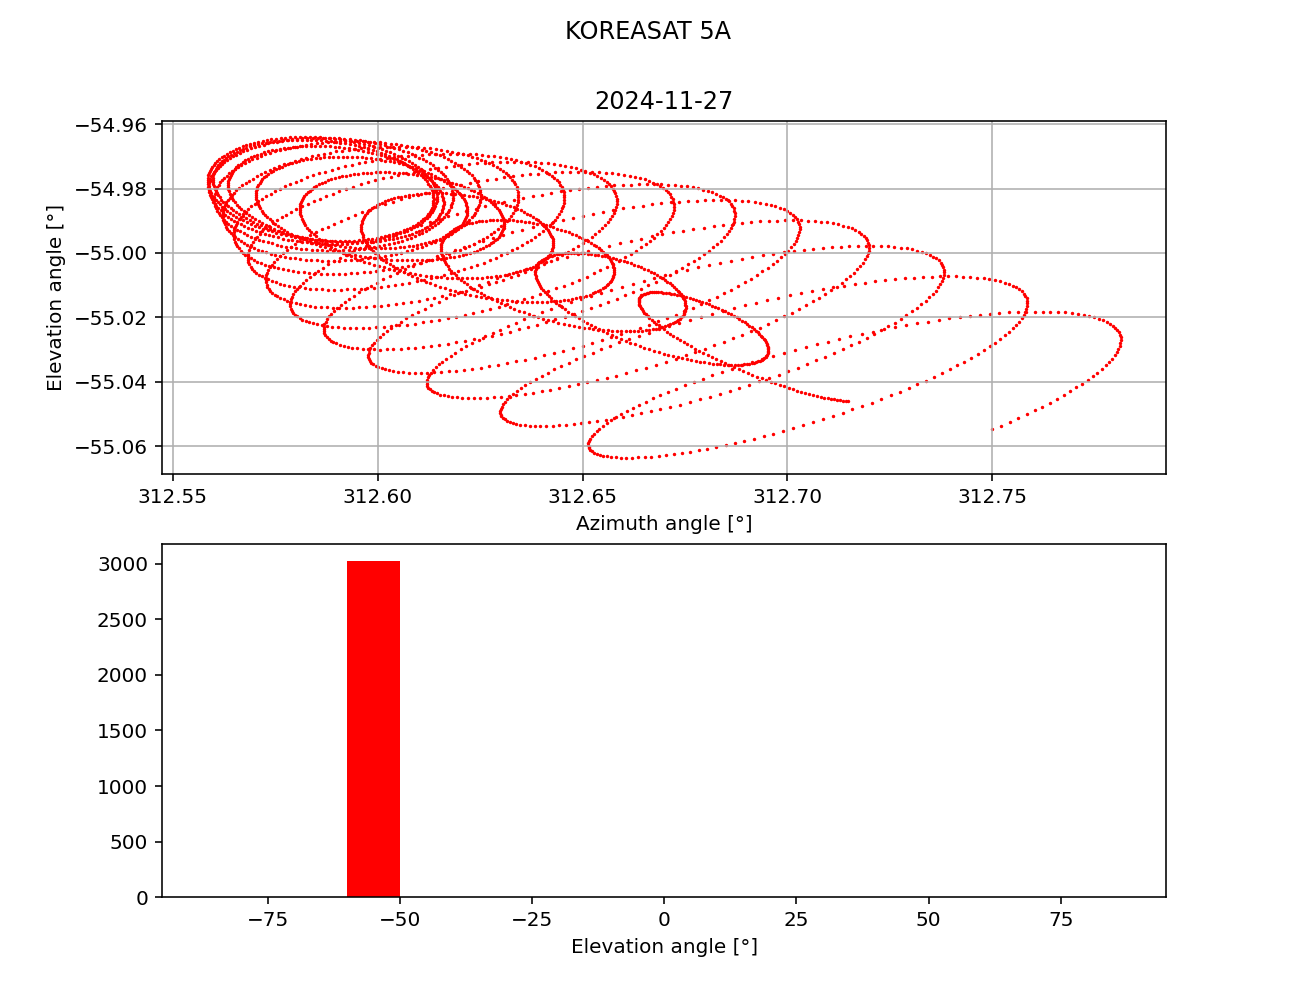 KOREASAT 5A
2024-11-27
−54.96
−54.98
−55.00
−55.02
−55.04
−55.06
Elevation angle [°]
312.55 312.60 312.65 312.70 312.75
Azimuth angle [°]
3000
2500
2000
1500
1000
500
0
−75 −50 −25 0 25 50 75
Elevation angle [°]